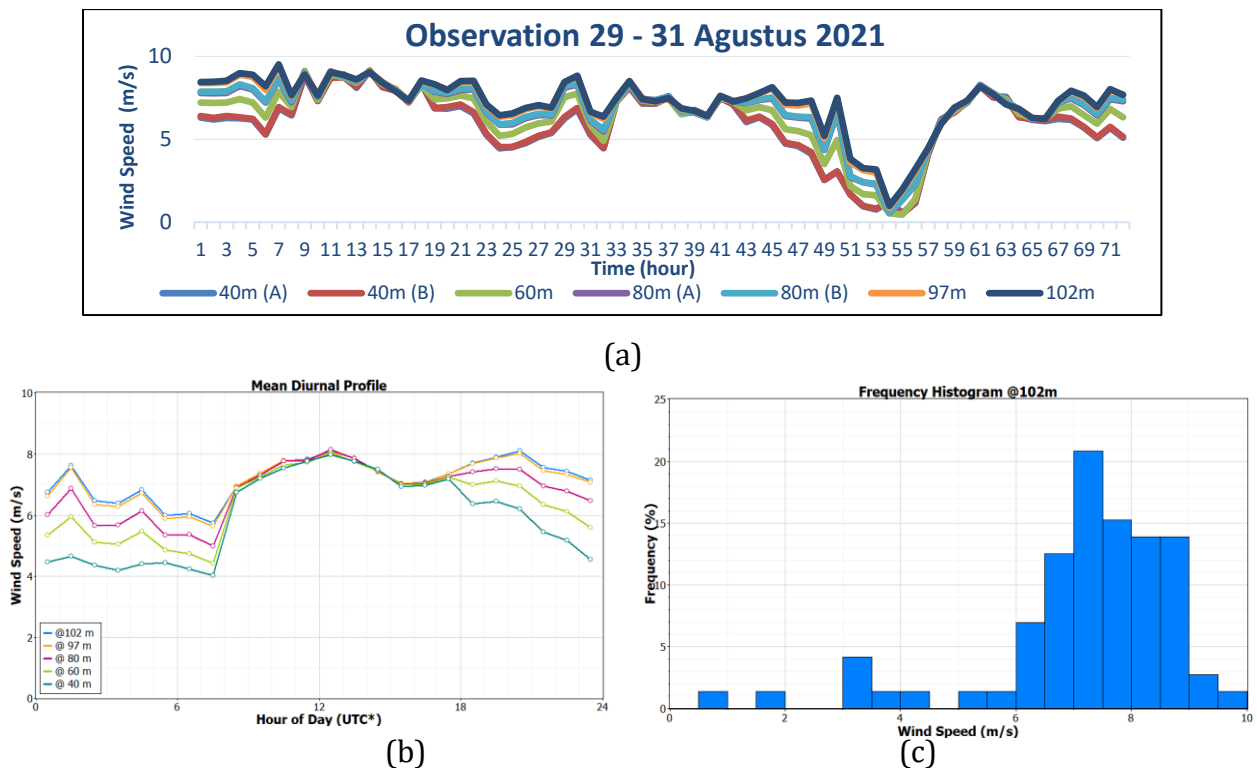 Observation 29 - 31 Agustus 2021
Wind Speed (m/s)
10
5
0
1 3 5 7 9 11 13 15 17 19 21 23 25 27 29 31 33 35 37 39 41 43 45 47 49 51 53 55 57 59 61 63 65 67 69 71
Time (hour)
40m (A) 40m (B) 60m 80m (A) 80m (B) 97m 102m
(a)
Mean Diurnal Profile
Wind Speed (m/s)
10
8
6
4
2
0
@102 m
@ 97 m
@ 80 m
@ 60 m
@ 40 m
0 6 12 18 24
Hour of Day (UTC*)
(b)
Frequency Histogram @102m
Frequency (%)
25
20
15
10
5
0
0 2 4 6 8 10
Wind Speed (m/s)
(c)